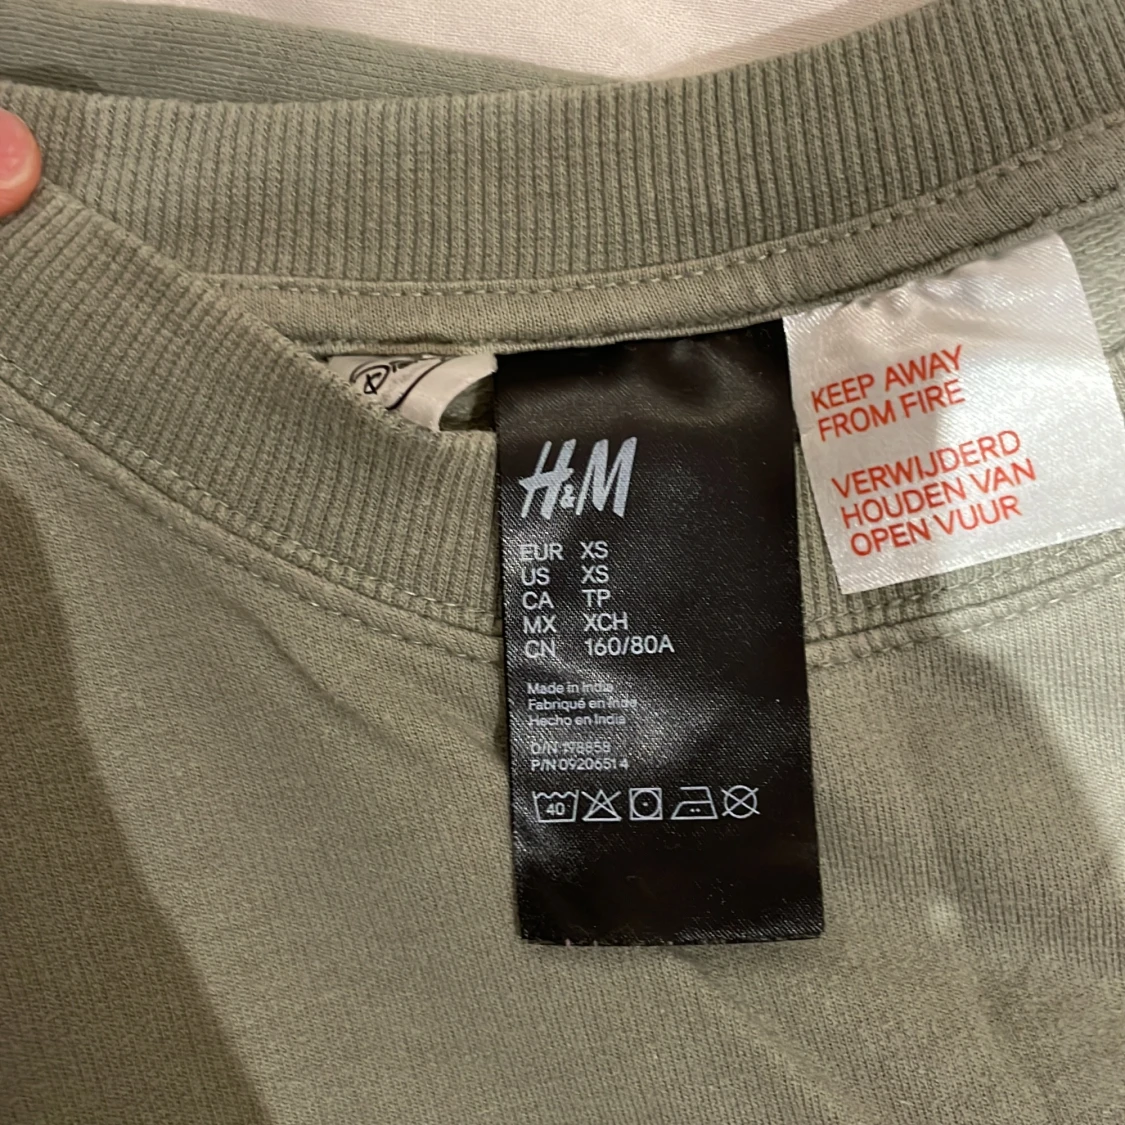 H&M
EUR XS
US XS
CA TP
MX XCH
CN 160/80A
Made in India
Fabriqué en Inde
Hecho en India
O/N 198858
P/N 09206514
40
KEEP AWAY
FROM FIRE
VERWIJDERD
HOUDEN VAN
OPEN VUUR